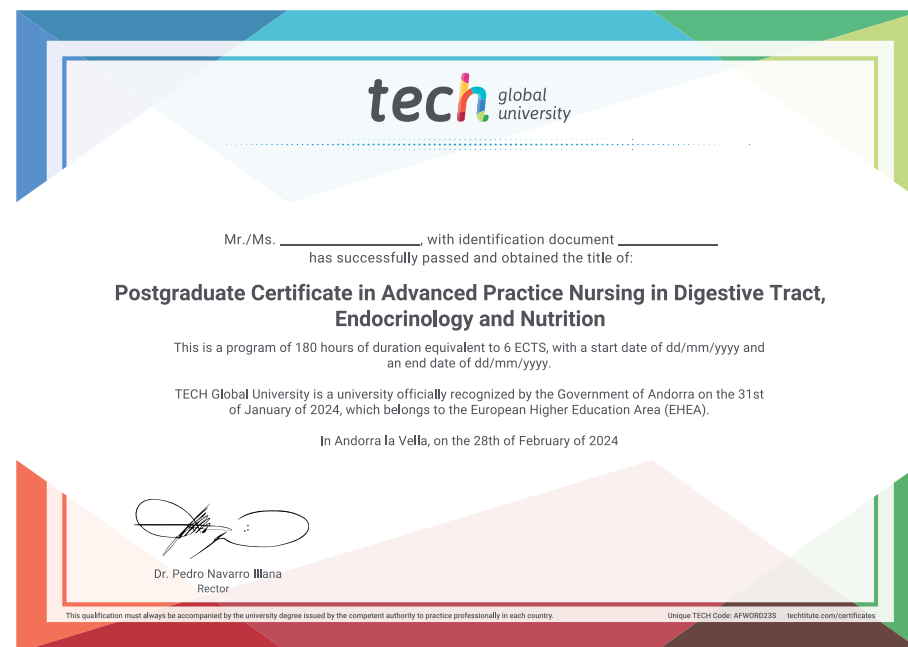 tech global university
Mr./Ms. ____________, with identification document ____________
has successfully passed and obtained the title of:
Postgraduate Certificate in Advanced Practice Nursing in Digestive Tract,
Endocrinology and Nutrition
This is a program of 180 hours of duration equivalent to 6 ECTS, with a start date of dd/mm/yyyy and
an end date of dd/mm/yyyy.
TECH Global University is a university officially recognized by the Government of Andorra on the 31st
of January of 2024, which belongs to the European Higher Education Area (EHEA).
In Andorra la Vella, on the 28th of February of 2024
Dr. Pedro Navarro Illana
Rector
This qualification must always be accompanied by the university degree issued by the competent authority to practice professionally in each country.
Unique TECH Code: AFWORD23S techtitute.com/certificates